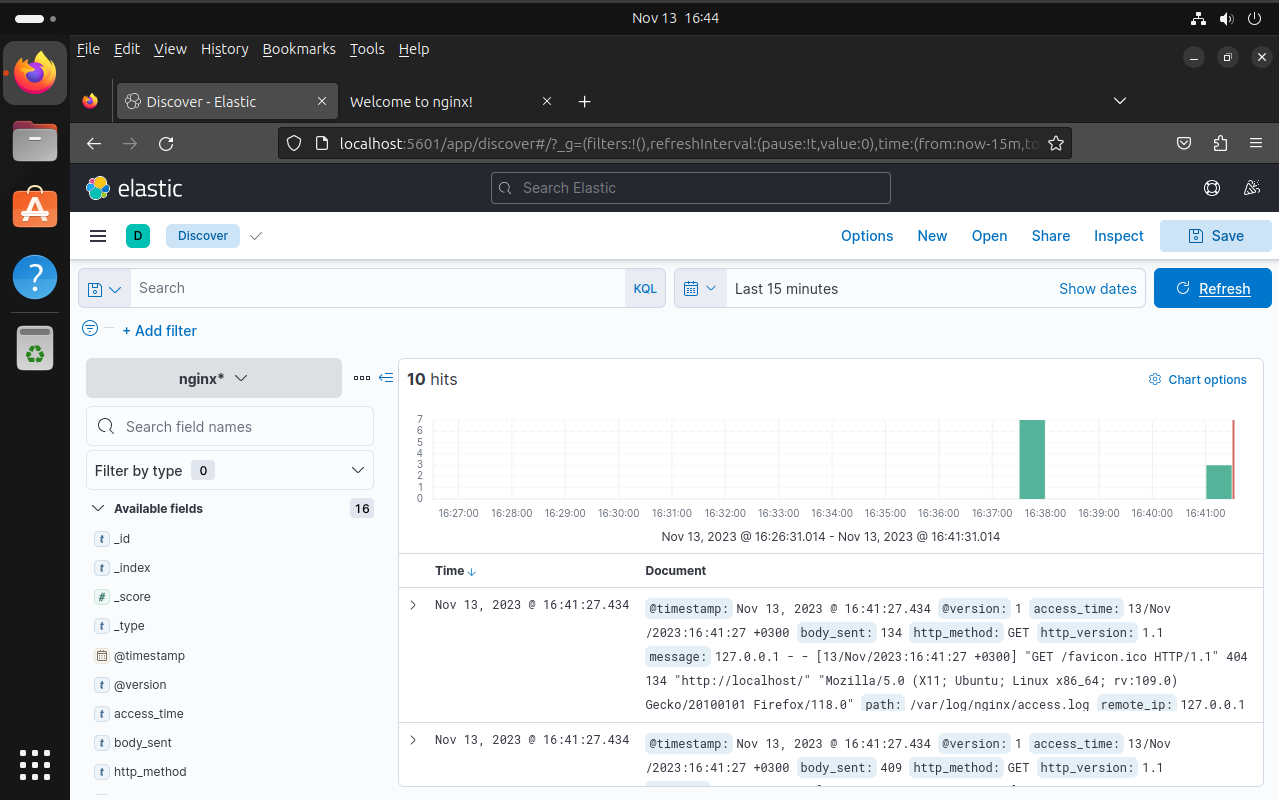 Nov 13 16:44
File Edit View History Bookmarks Tools Help
Discover - Elastic
Welcome to nginx!
localhost:5601/app/discover#/?_g=(filters:!(),refreshInterval:(pause:!t,value:0),time:(from:now-15m,to
elastic
Search Elastic
D
Discover
Options New Open Share Inspect Save
Search
KQL
Last 15 minutes
Show dates
Refresh
+ Add filter
nginx*
Search field names
Filter by type 0
Available fields 16
t _id
t _index
# _score
t _type
@timestamp
t @version
t access_time
t body_sent
t http_method
10 hits
Chart options
7
6
5
4
3
2
1
0
16:27:00 16:28:00 16:29:00 16:30:00 16:31:00 16:32:00 16:33:00 16:34:00 16:35:00 16:36:00 16:37:00 16:38:00 16:39:00 16:40:00 16:41:00
Nov 13, 2023 @ 16:26:31.014 - Nov 13, 2023 @ 16:41:31.014
Time Document
Nov 13, 2023 @ 16:41:27.434
@timestamp: Nov 13, 2023 @ 16:41:27.434 @version: 1 access_time: 13/Nov
/2023:16:41:27 +0300 body_sent: 134 http_method: GET http_version: 1.1
message: 127.0.0.1 - - [13/Nov/2023:16:41:27 +0300] "GET /favicon.ico HTTP/1.1" 404
134 "http://localhost/" "Mozilla/5.0 (X11; Ubuntu; Linux x86_64; rv:109.0)
Gecko/20100101 Firefox/118.0" path: /var/log/nginx/access.log remote_ip: 127.0.0.1
Nov 13, 2023 @ 16:41:27.434
@timestamp: Nov 13, 2023 @ 16:41:27.434 @version: 1 access_time: 13/Nov
/2023:16:41:27 +0300 body_sent: 409 http_method: GET http_version: 1.1